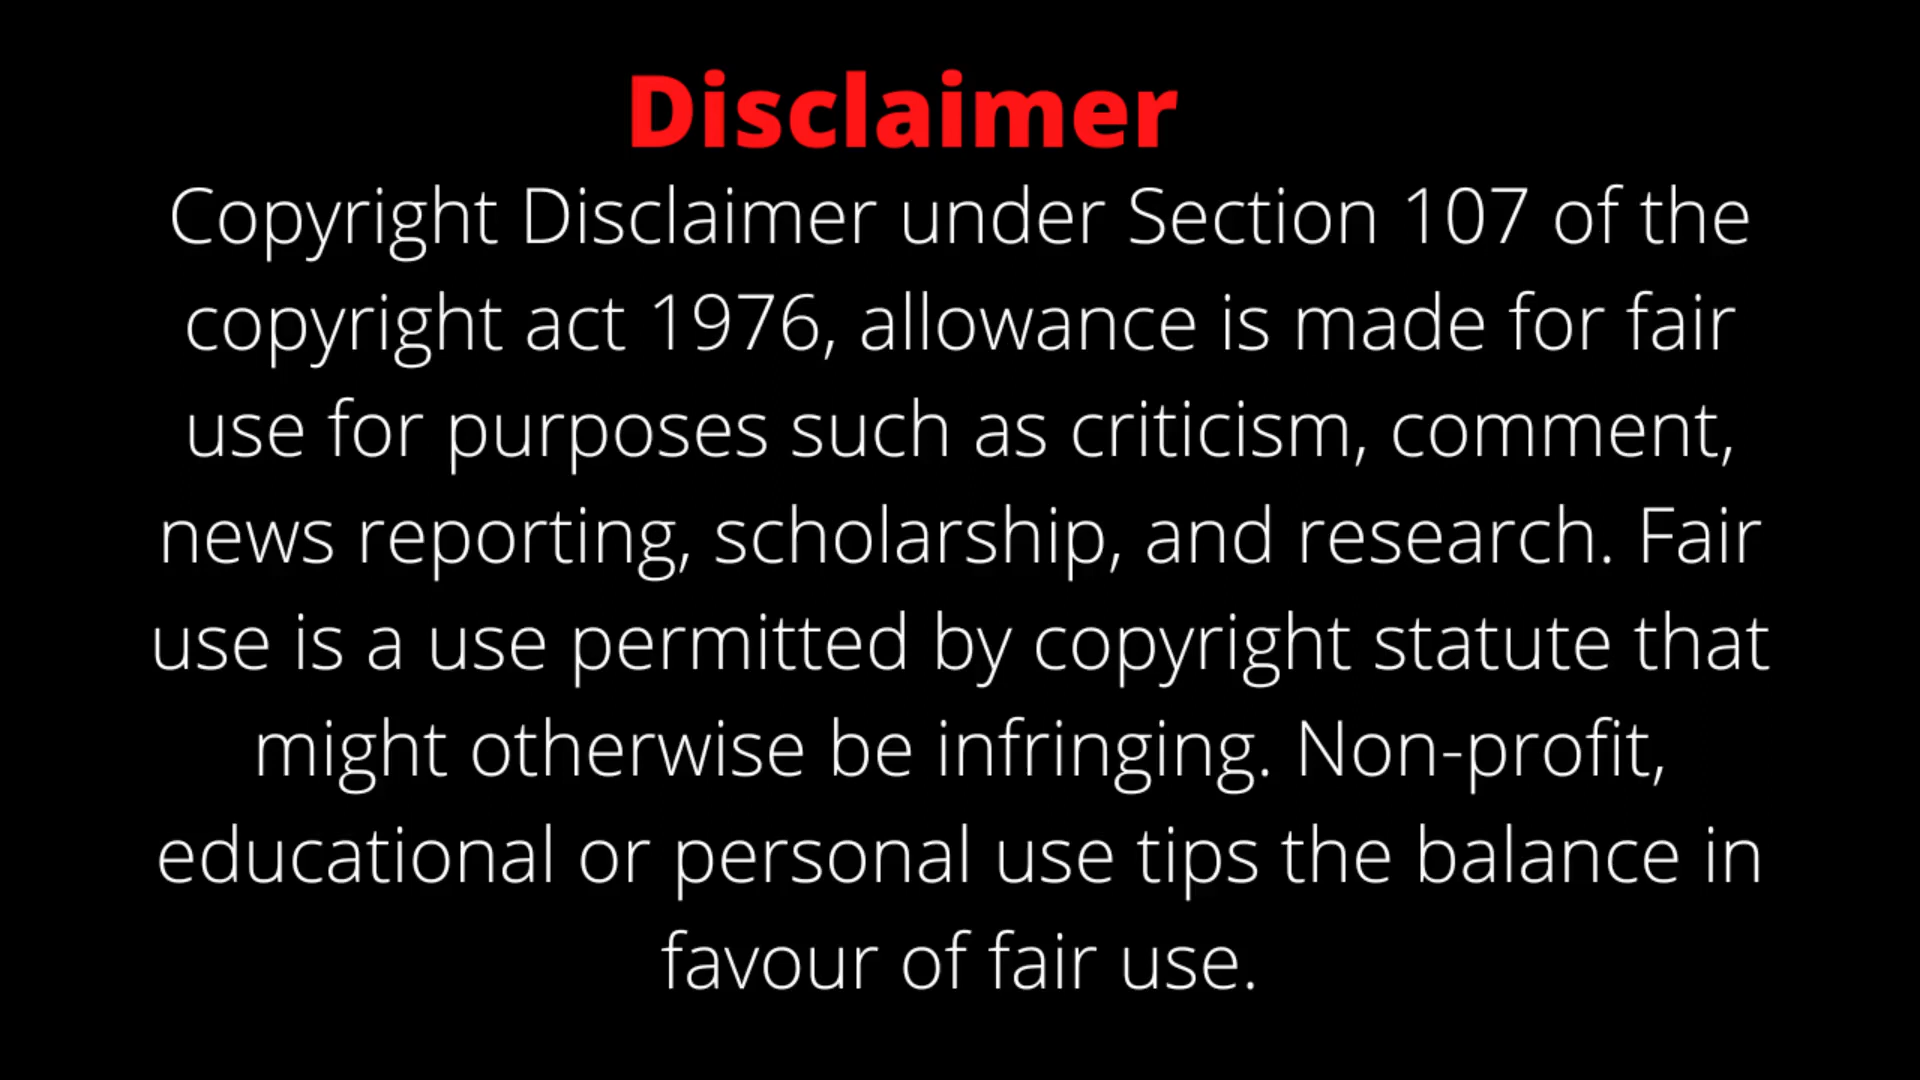 Disclaimer
Copyright Disclaimer under Section 107 of the
copyright act 1976, allowance is made for fair
use for purposes such as criticism, comment,
news reporting, scholarship, and research. Fair
use is a use permitted by copyright statute that
might otherwise be infringing. Non-profit,
educational or personal use tips the balance in
favour of fair use.